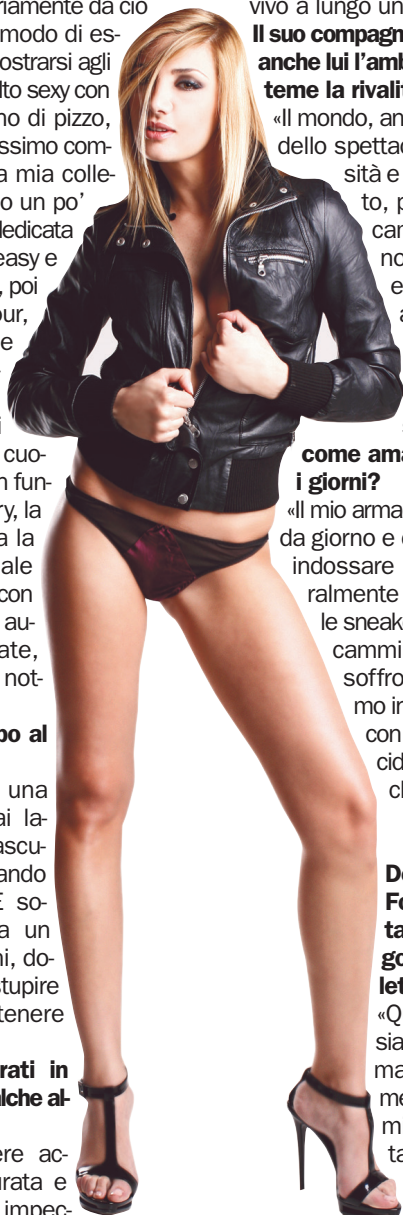 riamente da ciò
modo di es-
ostrarsi agli
lto sexy con
no di pizzo,
ssimo com-
a mia colle-
o un po'
dedicata
easy e
, poi
our,
e
i
cuo-
n fun-
ry, la
a la
ale
con
au-
ate,
not-
po al
una
ai la-
ascu-
ando
E so-
a un
ni, do-
stupire
tenere
rati in
lche al-
ere ac-
urata e
impec-
vivo a lungo un
Il suo compagn
anche lui l'amb
teme la rivalit
«Il mondo, an
dello spettac
sità e
to, p
can
no
e
a
come ama
i giorni?
«Il mio arma
da giorno e
indossare
ralmente
le sneak
cammi
soffro
mo in
con
cid
cl
De
Fo
ta
go
let
«Q
sia
ma
me
m
ta